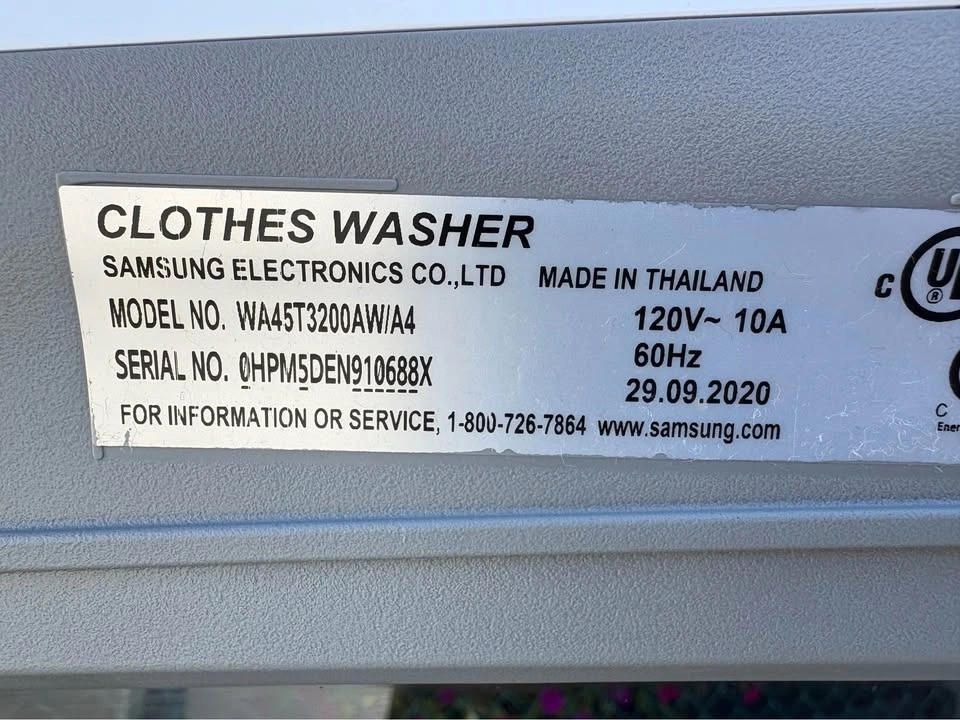 CLOTHES WASHER
SAMSUNG ELECTRONICS CO.,LTD MADE IN THAILAND
MODEL NO. WA45T3200AW/A4 120V~ 10A
SERIAL NO. 0HPM5DEN910688X 60Hz
29.09.2020
FOR INFORMATION OR SERVICE, 1-800-726-7864 www.samsung.com
C UL ®
C